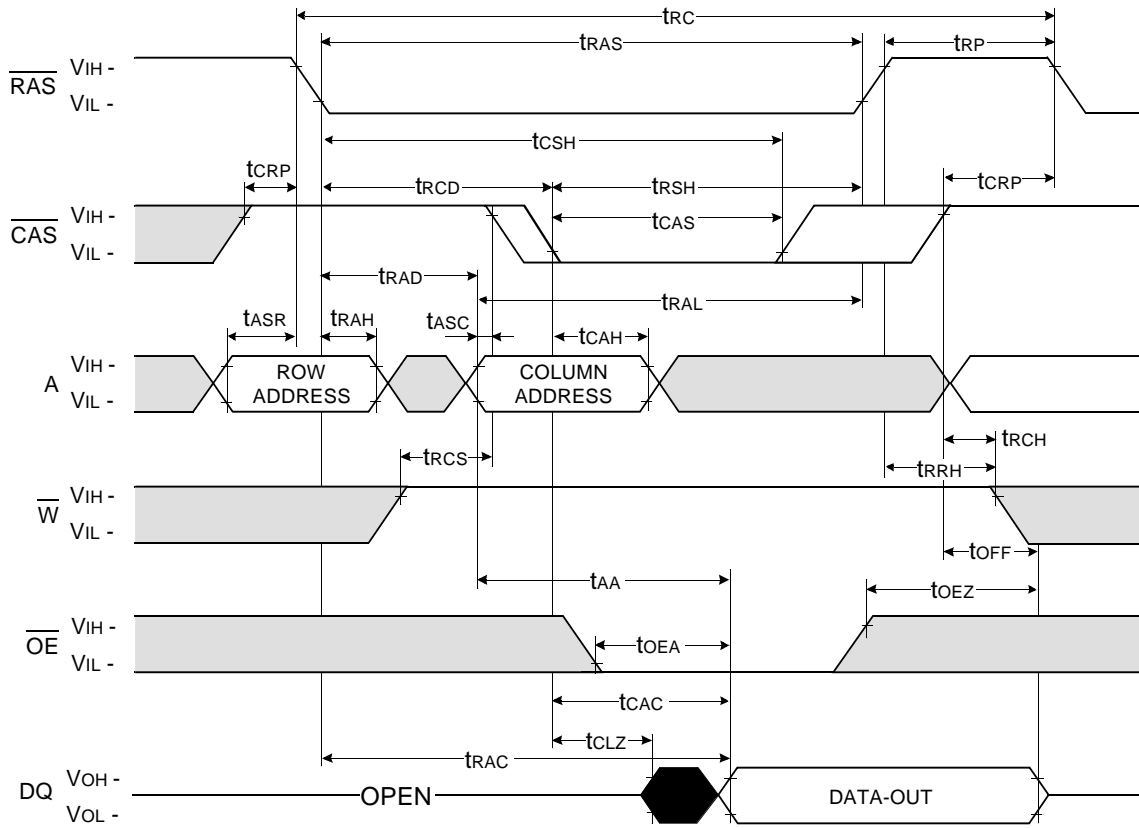 tRC
tRAS
tRP
RAS
VIH -
VIL -
tCSH
tCRP
tRCD
tRSH
tCRP
CAS
VIH -
VIL -
tCAS
tRAD
tRAL
tASR
tRAH
tASC
tCAH
A
VIH -
VIL -
ROW
ADDRESS
COLUMN
ADDRESS
tRCS
tRCH
tRRH
W
VIH -
VIL -
tOFF
tAA
tOEZ
OE
VIH -
VIL -
tOEA
tCAC
tCLZ
tRAC
DQ
VOH -
VOL -
OPEN
DATA-OUT